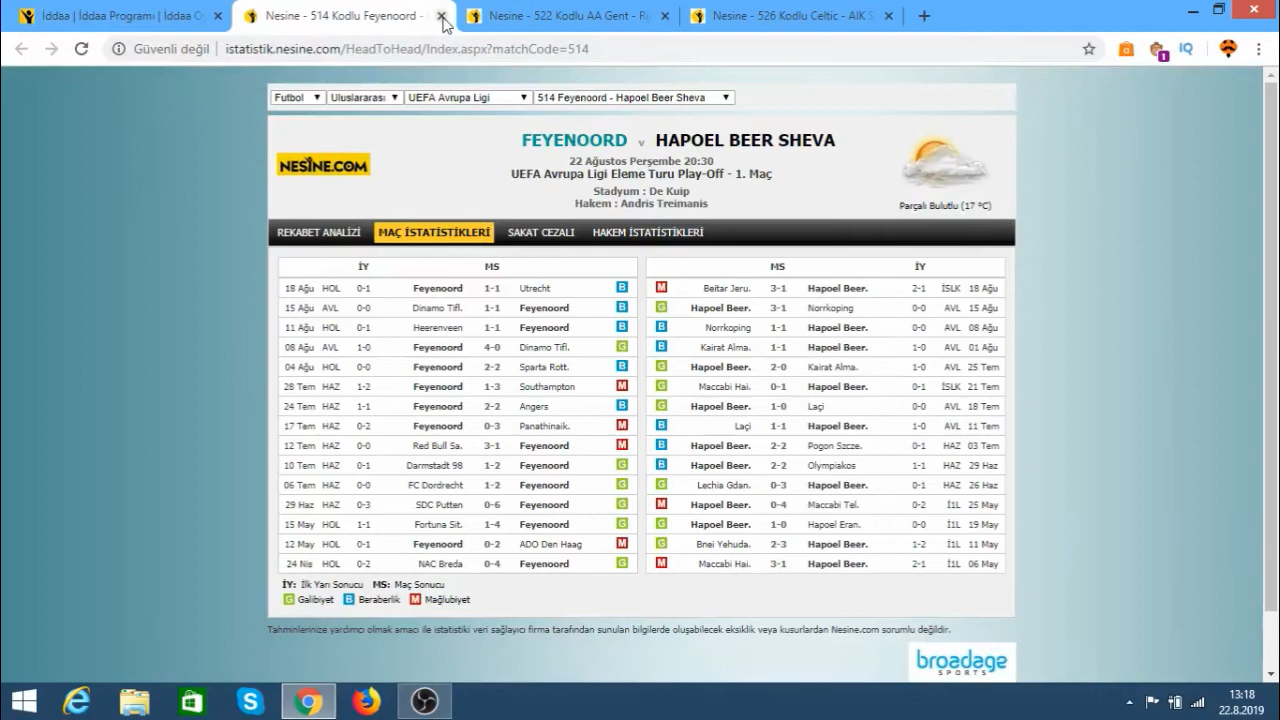 İddaa | İddaa Programı | İddaa O
Nesine - 514 Kodlu Feyenoord -
Nesine - 522 Kodlu AA Gent - Rij
Nesine - 526 Kodlu Celtic - AIK S
Güvenli değil
istatistik.nesine.com/HeadToHead/Index.aspx?matchCode=514
IQ
1
Futbol Uluslararası UEFA Avrupa Ligi 514 Feyenoord - Hapoel Beer Sheva
NESİNE.COM
FEYENOORD v HAPOEL BEER SHEVA
22 Ağustos Perşembe 20:30
UEFA Avrupa Ligi Eleme Turu Play-Off - 1. Maç
Stadyum : De Kuip
Hakem : Andris Treimanis
Parçalı Bulutlu (17 °C)
REKABET ANALİZİ MAÇ İSTATİSTİKLERİ SAKAT CEZALI HAKEM İSTATİSTİKLERİ
İY MS
18 Ağu HOL 0-1 Feyenoord 1-1 Utrecht B
15 Ağu AVL 0-0 Dinamo Tifl. 1-1 Feyenoord B
11 Ağu HOL 0-1 Heerenveen 1-1 Feyenoord B
08 Ağu AVL 1-0 Feyenoord 4-0 Dinamo Tifl. G
04 Ağu HOL 0-0 Feyenoord 2-2 Sparta Rott. B
28 Tem HAZ 1-2 Feyenoord 1-3 Southampton M
24 Tem HAZ 1-1 Feyenoord 2-2 Angers B
17 Tem HAZ 0-2 Feyenoord 0-3 Panathinaik. M
12 Tem HAZ 0-0 Red Bull Sa. 3-1 Feyenoord M
10 Tem HAZ 0-1 Darmstadt 98 1-2 Feyenoord G
06 Tem HAZ 0-0 FC Dordrecht 1-2 Feyenoord G
29 Haz HAZ 0-3 SDC Putten 0-6 Feyenoord G
15 May HOL 1-1 Fortuna Sit. 1-4 Feyenoord G
12 May HOL 0-1 Feyenoord 0-2 ADO Den Haag M
24 Nis HOL 0-2 NAC Breda 0-4 Feyenoord G
MS İY
M Beitar Jeru. 3-1 Hapoel Beer. 2-1 İSLK 18 Ağu
G Hapoel Beer. 3-1 Norrkoping 0-0 AVL 15 Ağu
B Norrkoping 1-1 Hapoel Beer. 0-0 AVL 08 Ağu
B Kairat Alma. 1-1 Hapoel Beer. 1-0 AVL 01 Ağu
G Hapoel Beer. 2-0 Kairat Alma. 1-0 AVL 25 Tem
G Maccabi Hai. 0-1 Hapoel Beer. 0-1 İSLK 21 Tem
G Hapoel Beer. 1-0 Laçi 0-0 AVL 18 Tem
B Laçi 1-1 Hapoel Beer. 1-0 AVL 11 Tem
B Hapoel Beer. 2-2 Pogon Szcze. 0-1 HAZ 03 Tem
B Hapoel Beer. 2-2 Olympiakos 1-1 HAZ 29 Haz
G Lechia Gdan. 0-3 Hapoel Beer. 0-1 HAZ 26 Haz
M Hapoel Beer. 0-4 Maccabi Tel. 0-2 İ1L 25 May
G Hapoel Beer. 1-0 Hapoel Eran. 0-0 İ1L 19 May
G Bnei Yehuda. 2-3 Hapoel Beer. 1-2 İ1L 11 May
M Maccabi Hai. 3-1 Hapoel Beer. 2-1 İ1L 06 May
İY: İlk Yarı Sonucu MS: Maç Sonucu
G Galibiyet B Beraberlik M Mağlubiyet
Tahminlerinize yardımcı olmak amacı ile istatistiki veri sağlayıcı firma tarafından sunulan bilgilerde oluşabilecek eksiklik veya kusurlardan Nesine.com sorumlu değildir.
broadage
SPORTS
13:18
22.8.2019